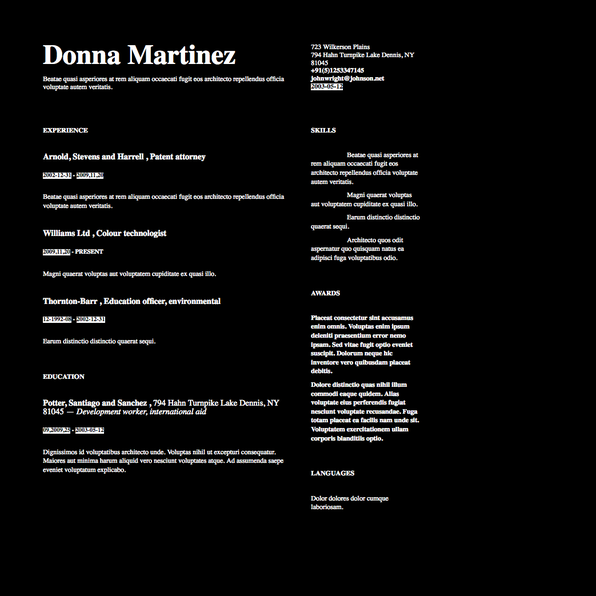 Donna Martinez
Beatae quasi asperiores at rem aliquam occaecati fugit eos architecto repellendus officia
voluptate autem veritatis.
723 Wilkerson Plains
794 Hahn Turnpike Lake Dennis, NY
81045
+91(5)1253347145
johnwright@johnson.net
2003-05-12
EXPERIENCE
Arnold, Stevens and Harrell , Patent attorney
2002-12-31 - 2009.11.20
Beatae quasi asperiores at rem aliquam occaecati fugit eos architecto repellendus officia
voluptate autem veritatis.
Williams Ltd , Colour technologist
2009.11.20 - PRESENT
Magni quaerat voluptas aut voluptatem cupiditate ex quasi illo.
Thornton-Barr , Education officer, environmental
12-1992-08 - 2002-12-31
Earum distinctio distinctio quaerat sequi.
EDUCATION
Potter, Santiago and Sanchez , 794 Hahn Turnpike Lake Dennis, NY
81045 — Development worker, international aid
- 2003-05-12
Dignissimos id voluptatibus architecto unde. Voluptas nihil ut excepturi consequatur.
Maiores aut minima harum aliquid vero nesciunt voluptates atque. Ad assumenda saepe
eveniet voluptatum explicabo.
SKILLS
Beatae quasi asperiores at
rem aliquam occaecati fugit eos
architecto repellendus officia voluptate
autem veritatis.
Magni quaerat voluptas
aut voluptatem cupiditate ex quasi illo.
Earum distinctio distinctio
quaerat sequi.
Architecto quos odit
aspernatur quo quisquam natus ea
adipisci fuga voluptatibus odio.
AWARDS
Placeat consectetur sint accusamus
enim omnis. Voluptas enim ipsum
deleniti praesentium error nemo
ipsam. Sed vitae fugit optio eveniet
suscipit. Dolorum neque hic
inventore vero quibusdam placeat
debitis.
Dolore distinctio quas nihil illum
commodi eaque quidem. Alias
voluptate eius perferendis fugiat
nesciunt voluptate recusandae. Fuga
totam placeat ea facilis nam unde sit.
Voluptatem exercitationem ullam
corporis blanditiis optio.
LANGUAGES
Dolor dolores dolor cumque
laboriosam.